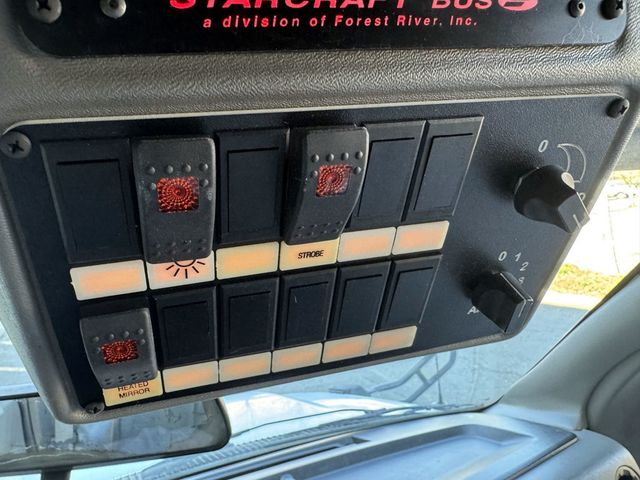 STARCRAFT BUS
a division of Forest River, Inc.
0
STROBE
0 1
2
HEATED
MIRROR